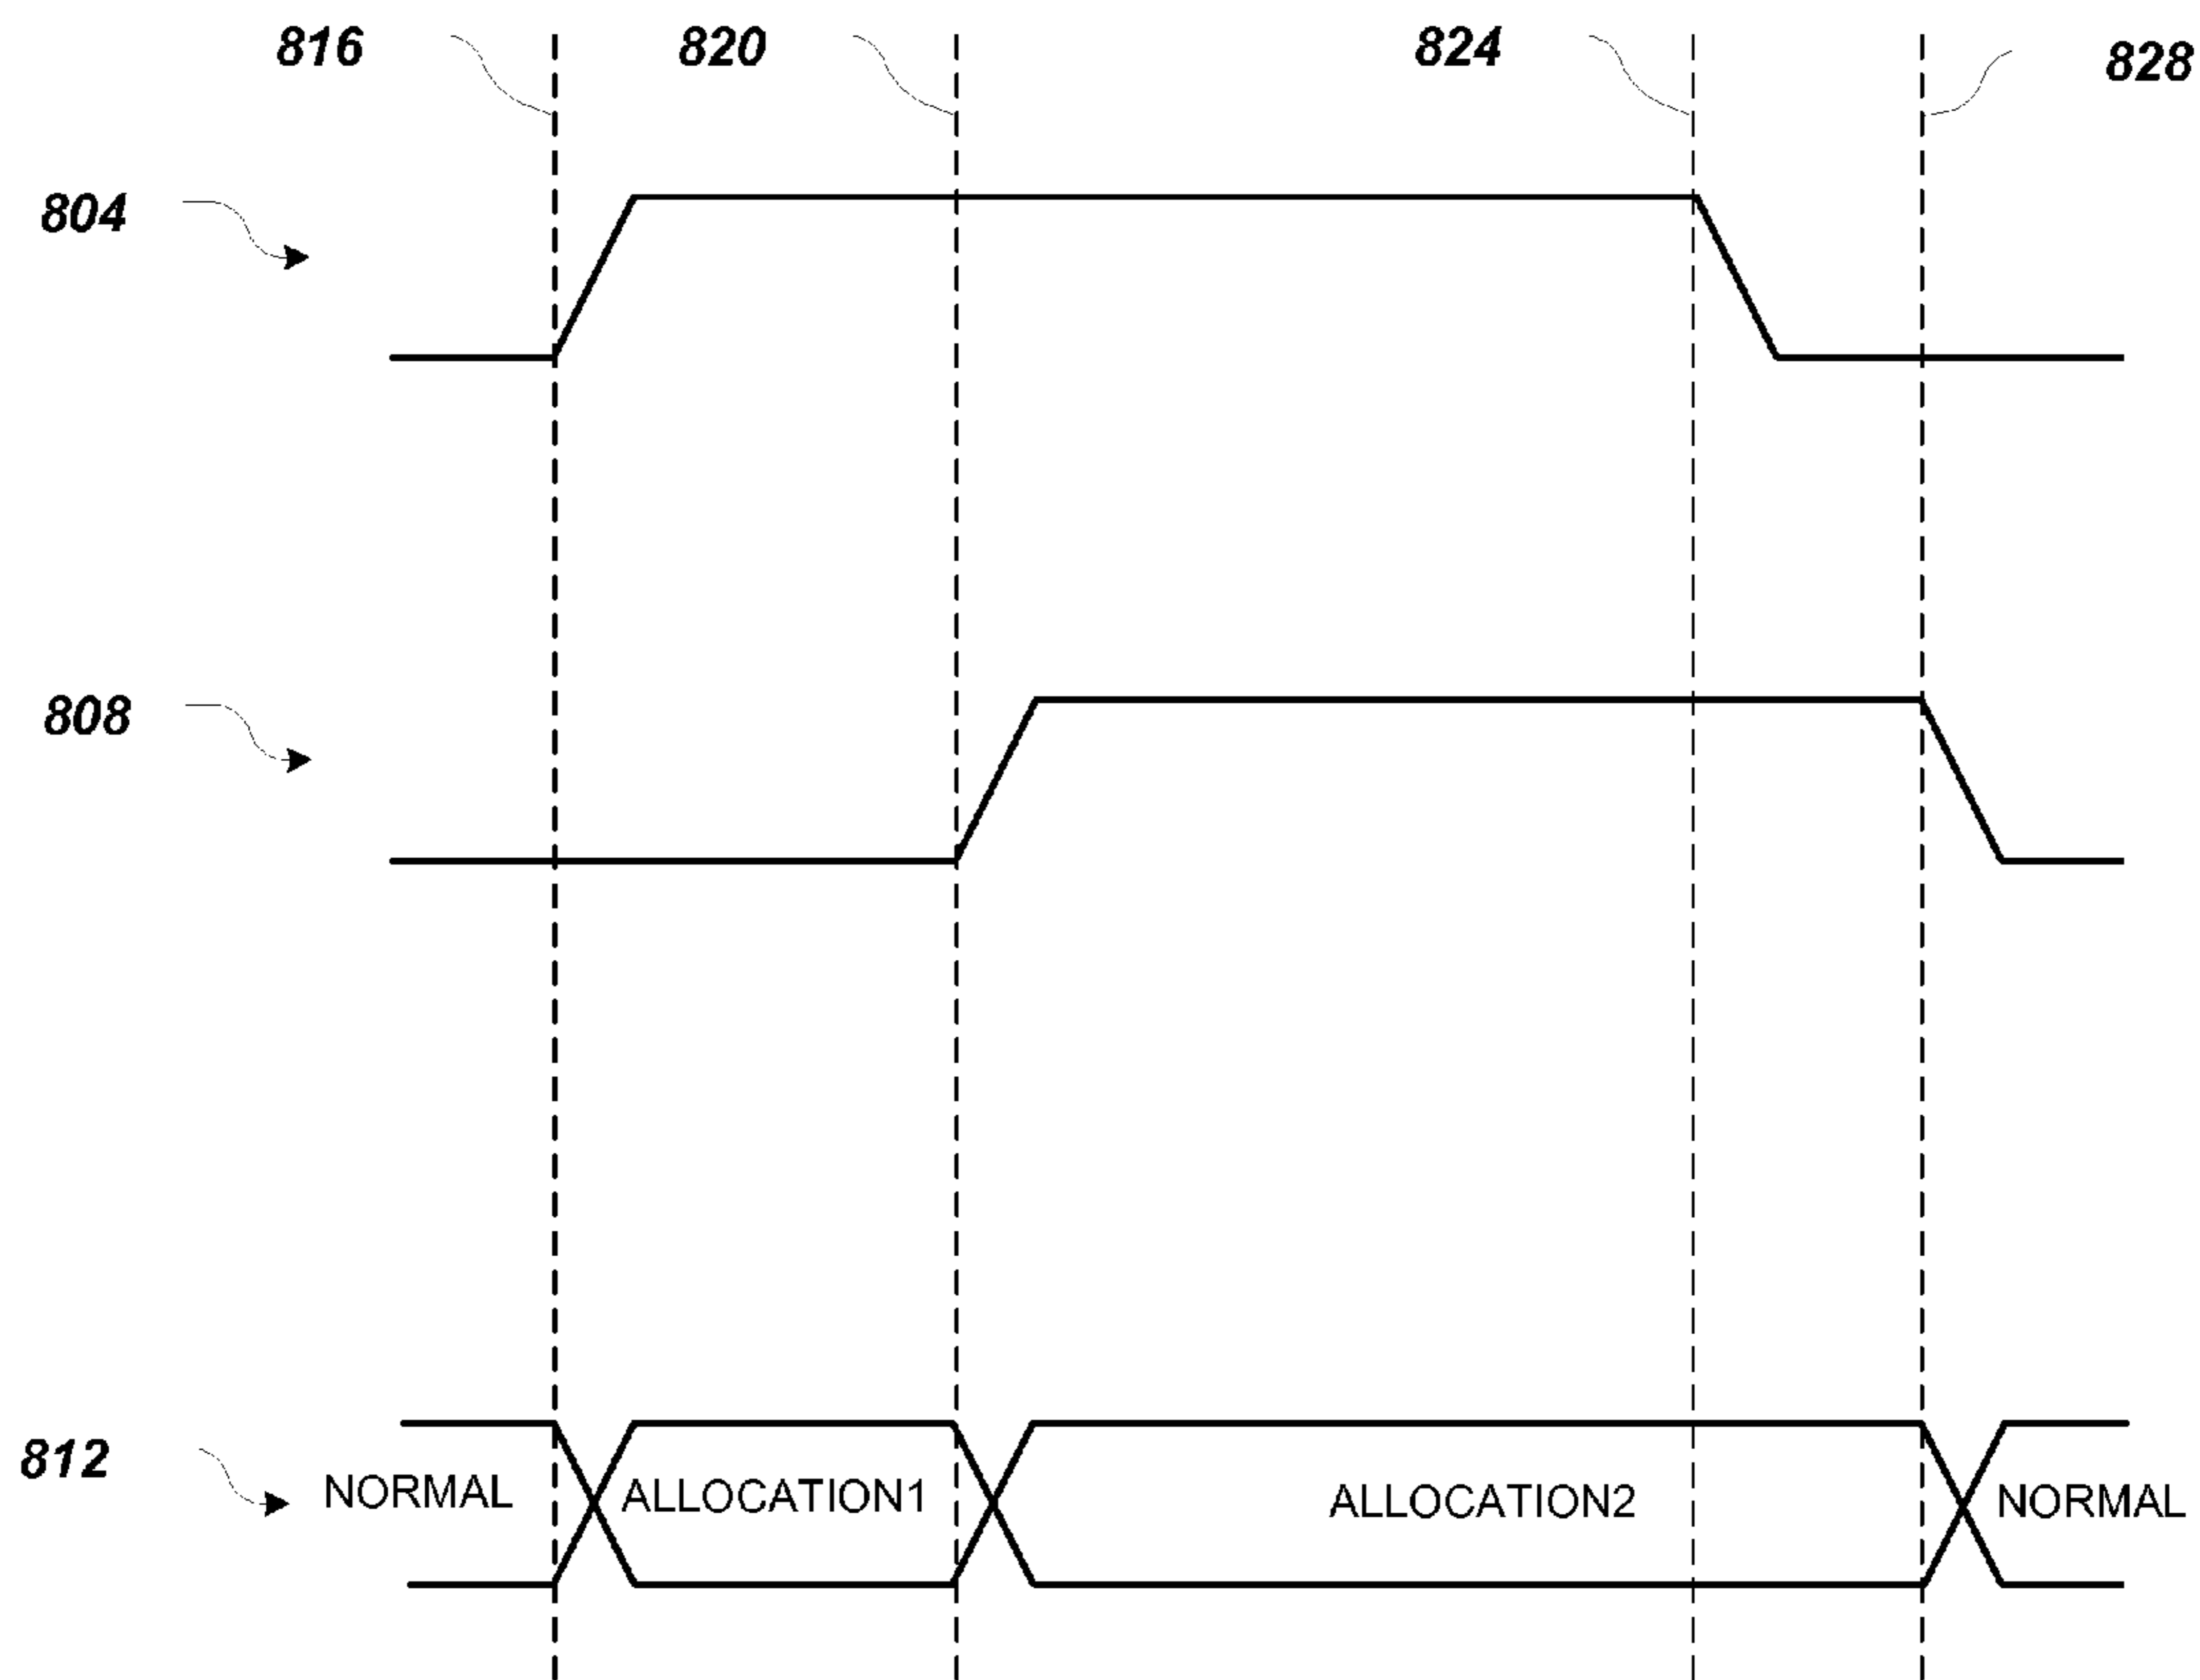 816 820 824 828
804
808
812
NORMAL ALLOCATION1 ALLOCATION2 NORMAL